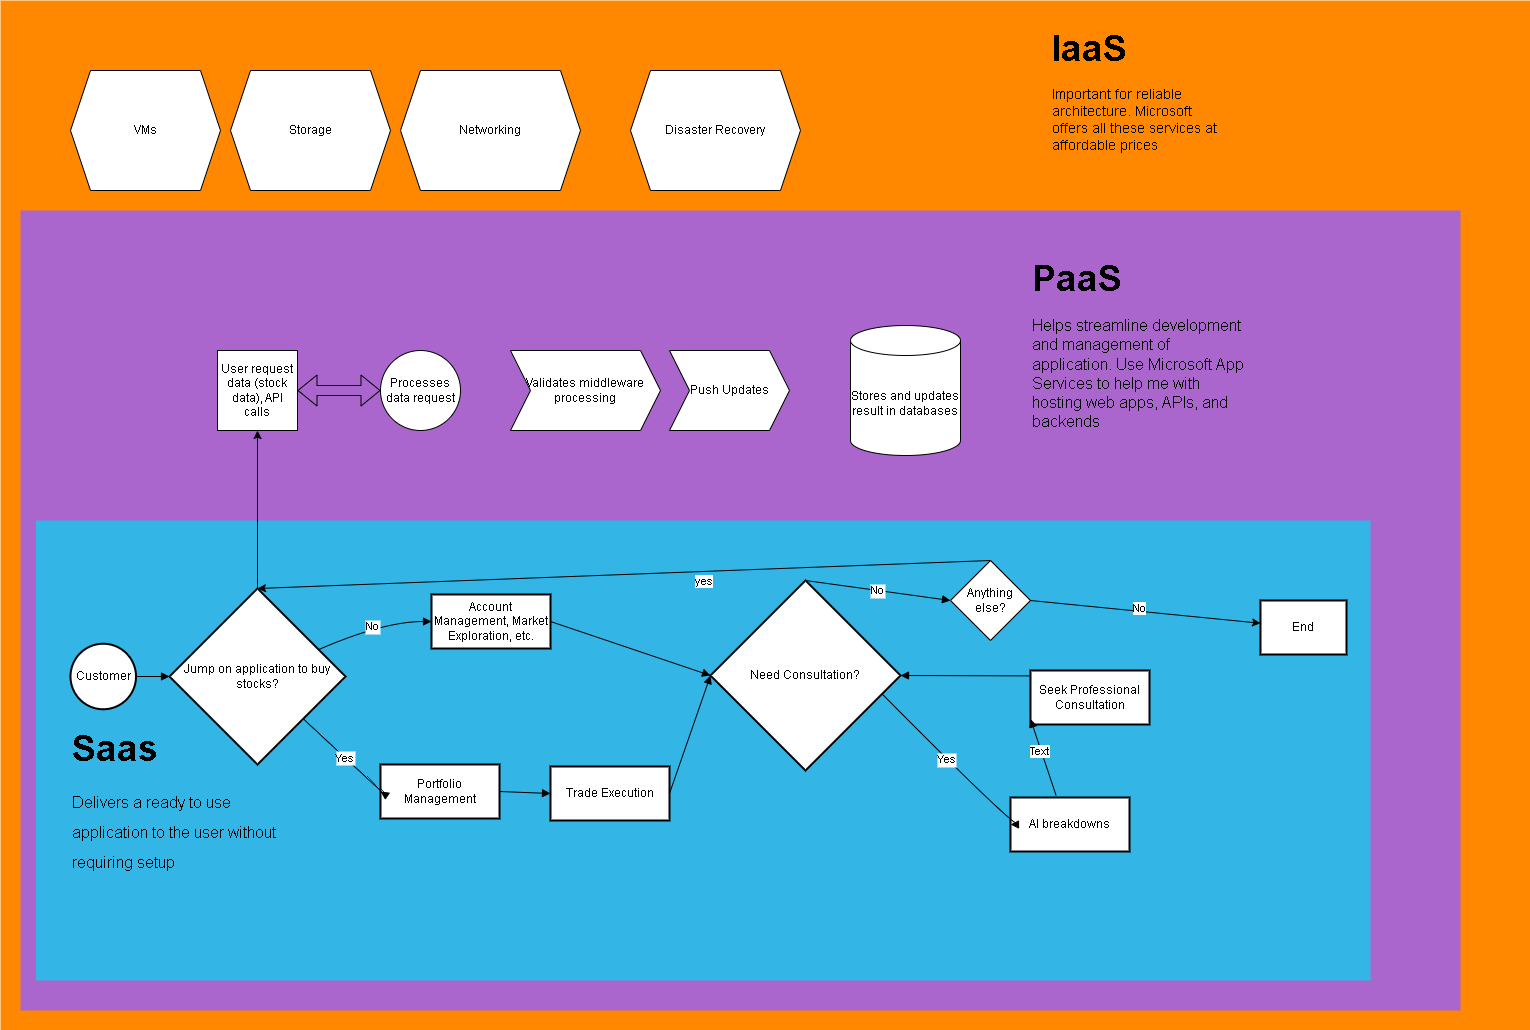 IaaS
Important for reliable
architecture. Microsoft
offers all these services at
affordable prices
VMs
Storage
Networking
Disaster Recovery
PaaS
Helps streamline development
and management of
application. Use Microsoft App
Services to help me with
hosting web apps, APIs, and
backends
User request
data (stock
data), API
calls
Processes
data request
Validates middleware
processing
Push Updates
Stores and updates
result in databases
yes
Customer
Jump on application to buy
stocks?
No
Account
Management, Market
Exploration, etc.
Yes
Portfolio
Management
Trade Execution
Need Consultation?
No
Anything
else?
No
End
Seek Professional
Consultation
Text
Yes
AI breakdowns
Saas
Delivers a ready to use
application to the user without
requiring setup